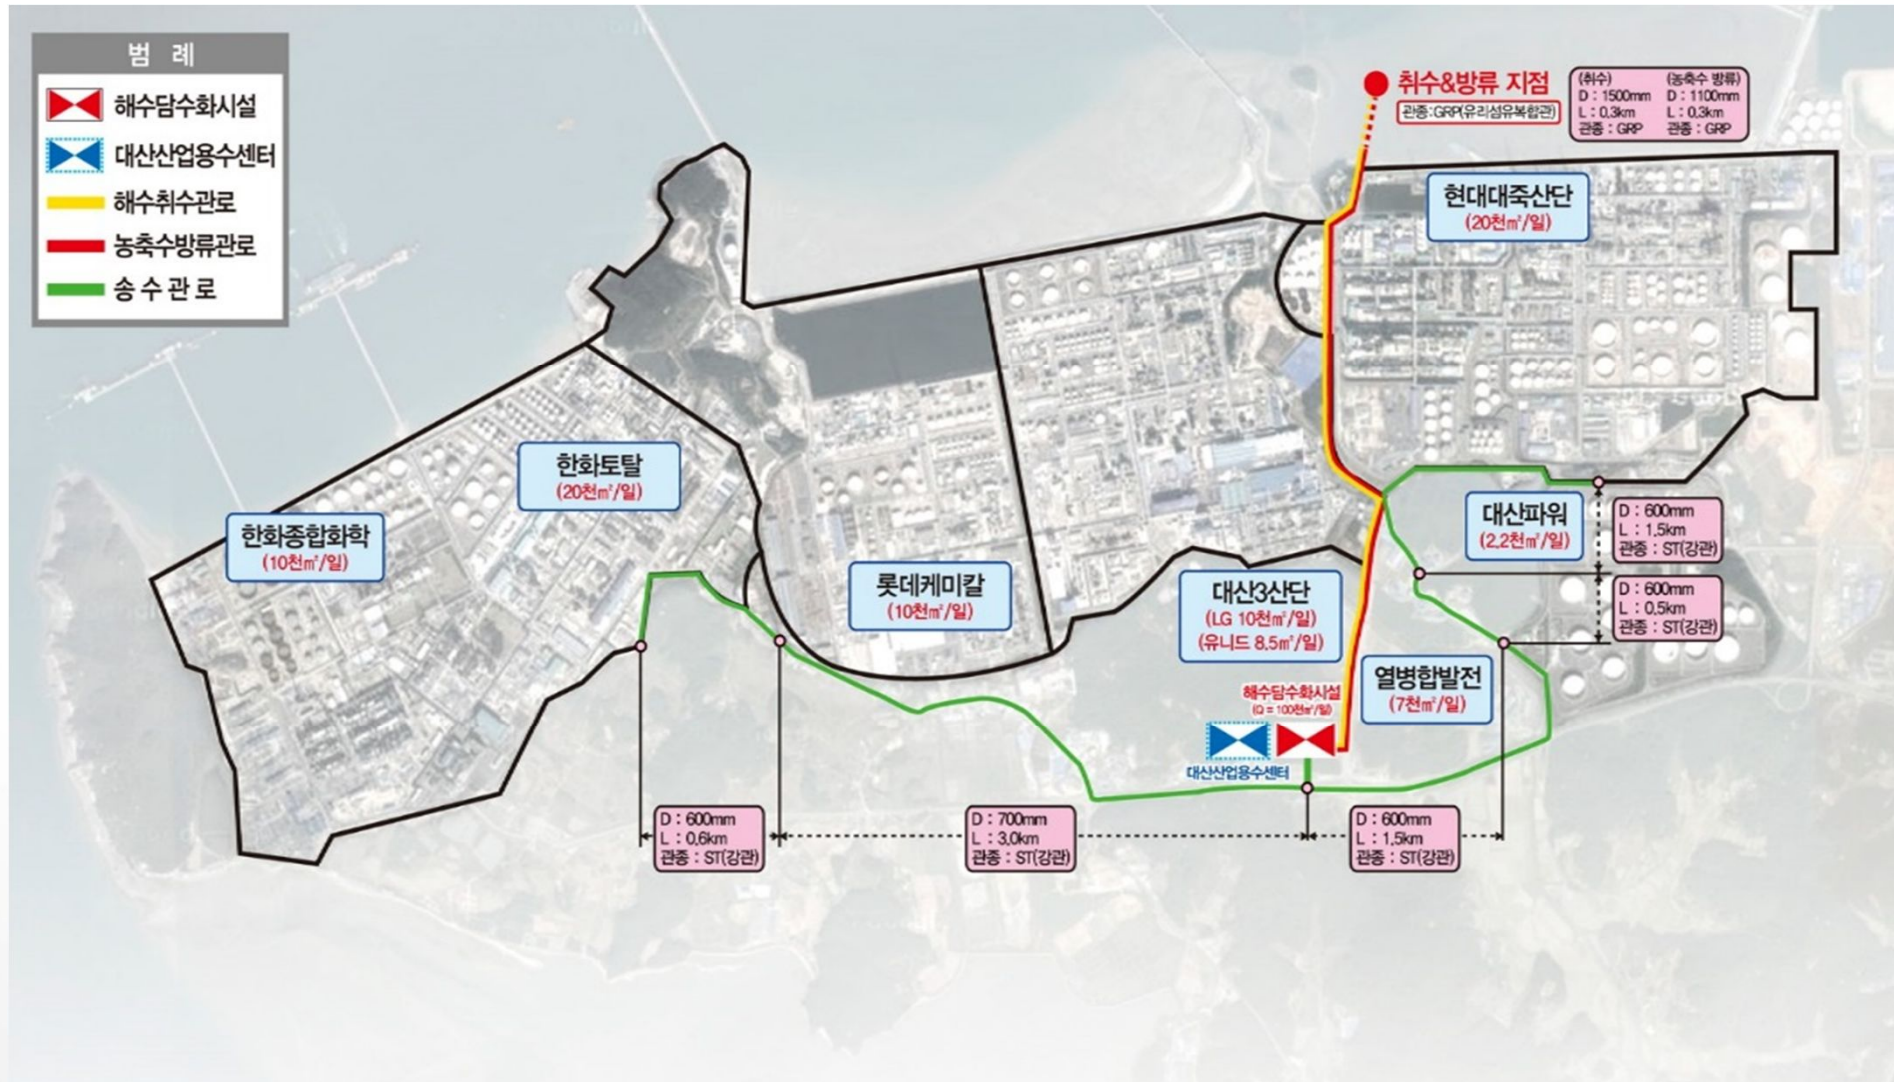 범 례
해수담수화시설
대산산업용수센터
해수취수관로
농축수방류관로
송 수 관 로
취수&방류 지점
관종:GRP(유리섬유복합관)
(취수) (농축수 방류)
D : 1500mm D : 1100mm
L : 0.3km L : 0.3km
관종 : GRP 관종 : GRP
현대대죽산단
(20천㎥/일)
한화토탈
(20천㎥/일)
한화종합화학
(10천㎥/일)
롯데케미칼
(10천㎥/일)
대산3산단
(LG 10천㎥/일)
(유니드 8.5㎥/일)
대산파워
(2.2천㎥/일)
D : 600mm
L : 1.5km
관종 : ST(강관)
D : 600mm
L : 0.5km
관종 : ST(강관)
열병합발전
(7천㎥/일)
해수담수화시설
(Q = 100천㎥/일)
대산산업용수센터
D : 600mm
L : 0.6km
관종 : ST(강관)
D : 700mm
L : 3.0km
관종 : ST(강관)
D : 600mm
L : 1.5km
관종 : ST(강관)